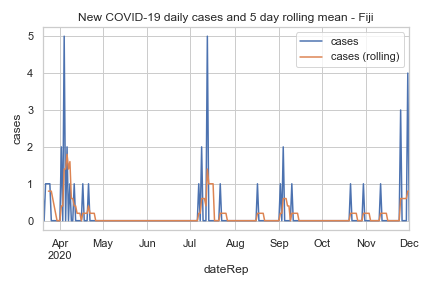 New COVID-19 daily cases and 5 day rolling mean - Fiji
cases
cases (rolling)
cases
5
4
3
2
1
0
Apr May Jun Jul Aug Sep Oct Nov Dec
2020
dateRep